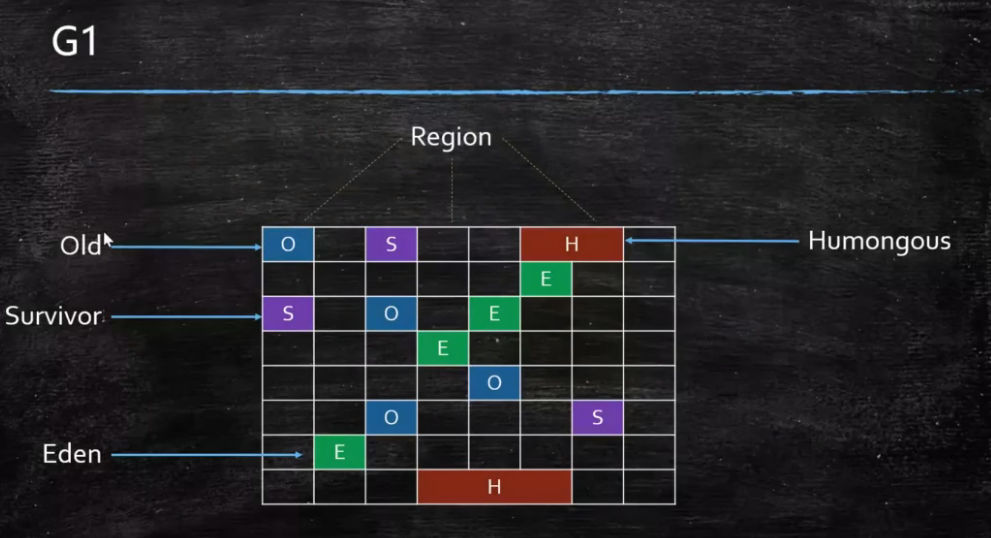 G1
Region
Old O S H Humongous
E
Survivor S O E
E
O
O S
Eden E
H